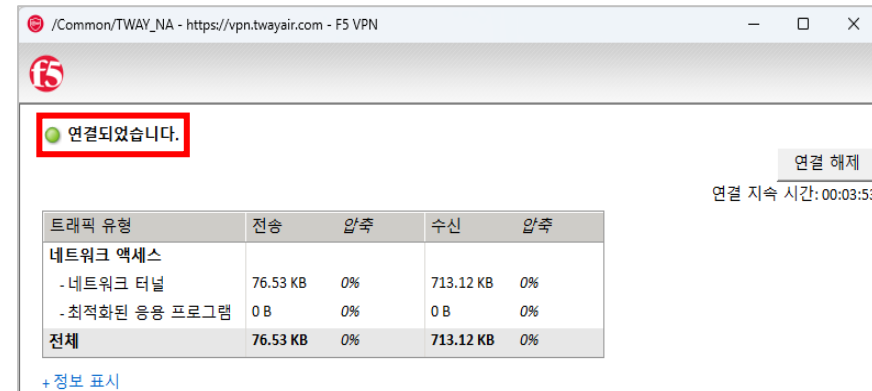 /Common/TWAY_NA - https://vpn.twayair.com - F5 VPN
f5
연결되었습니다.
연결 해제
연결 지속 시간: 00:03:53
트래픽 유형 전송 압축 수신 압축
네트워크 액세스
- 네트워크 터널 76.53 KB 0% 713.12 KB 0%
- 최적화된 응용 프로그램 0 B 0% 0 B 0%
전체 76.53 KB 0% 713.12 KB 0%
+ 정보 표시